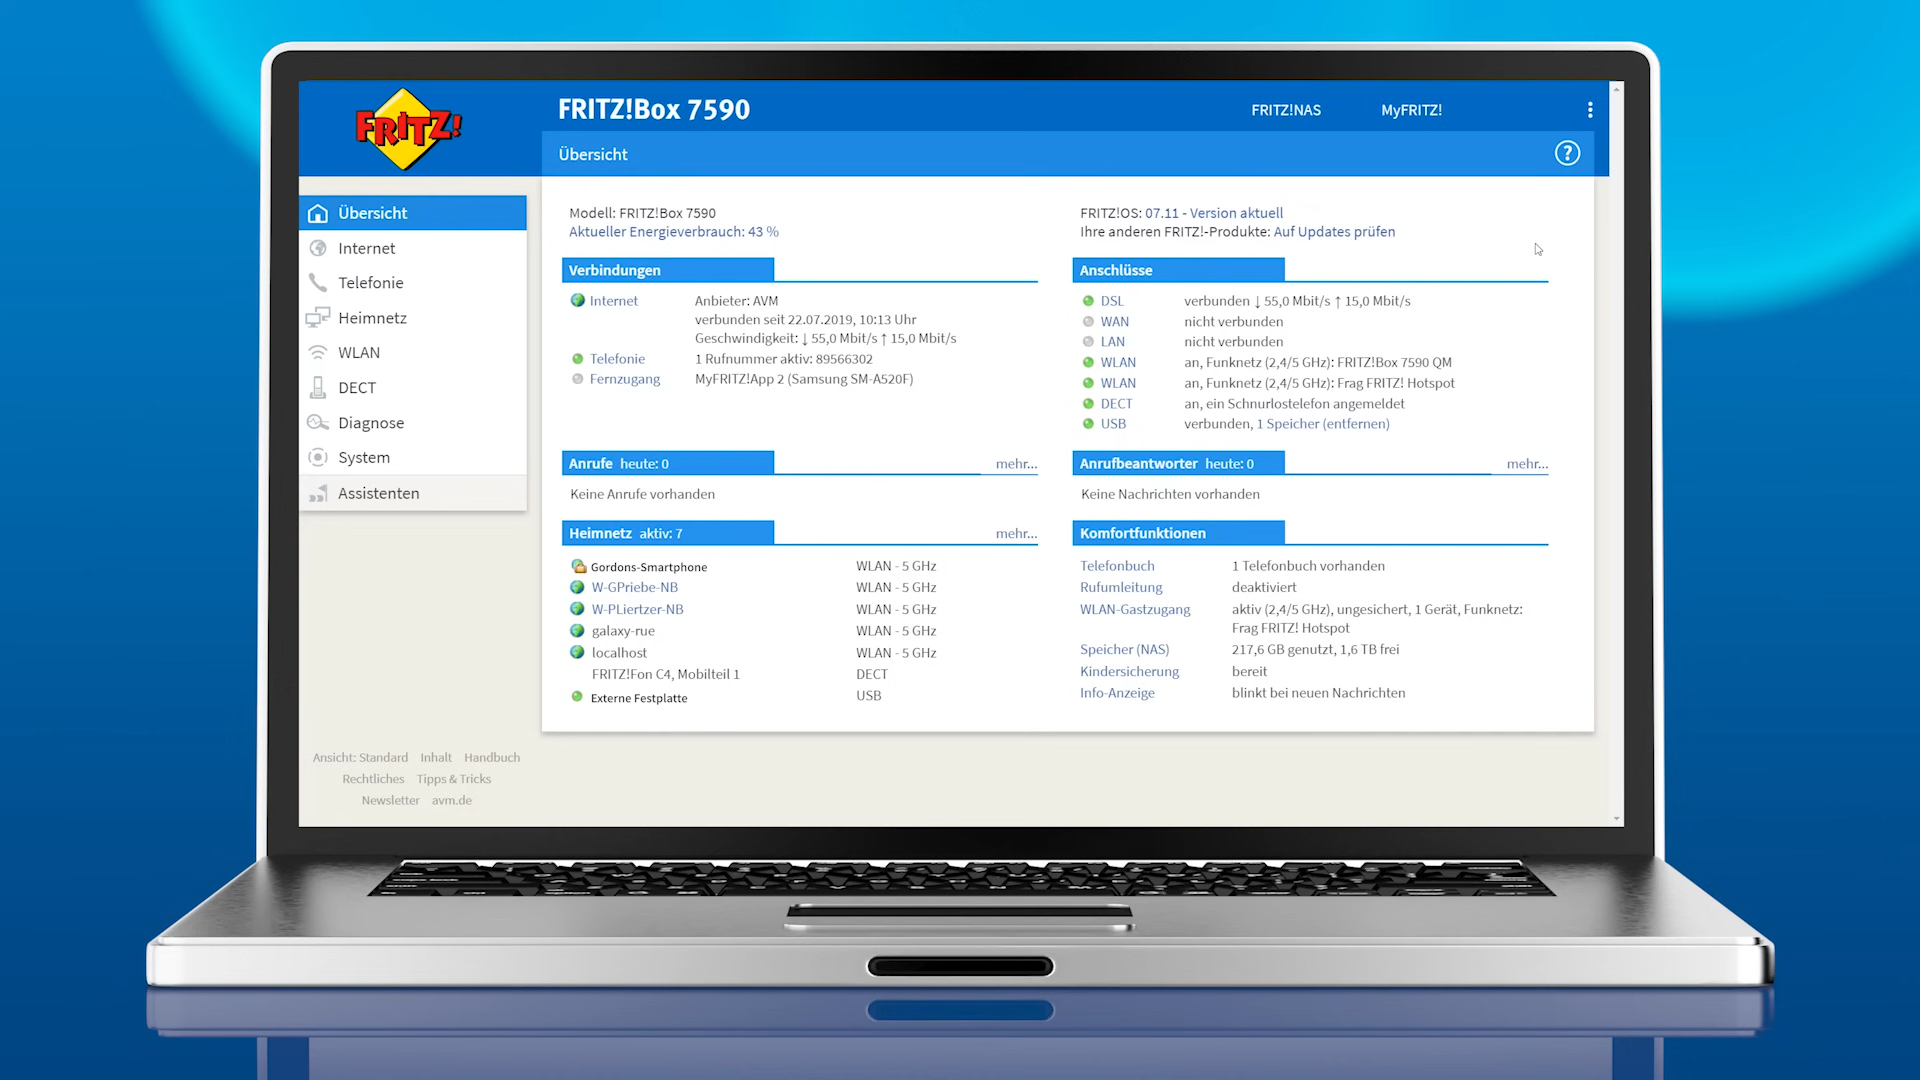 FRITZ!
FRITZ!Box 7590
FRITZ!NAS
MyFRITZ!
Übersicht
?
Übersicht
Internet
Telefonie
Heimnetz
WLAN
DECT
Diagnose
System
Assistenten
Ansicht: Standard Inhalt Handbuch
Rechtliches Tipps & Tricks
Newsletter avm.de
Modell: FRITZ!Box 7590
Aktueller Energieverbrauch: 43 %
FRITZ!OS: 07.11 - Version aktuell
Ihre anderen FRITZ!-Produkte: Auf Updates prüfen
Verbindungen
Internet Anbieter: AVM
verbunden seit 22.07.2019, 10:13 Uhr
Geschwindigkeit: ↓ 55,0 Mbit/s ↑ 15,0 Mbit/s
Telefonie 1 Rufnummer aktiv: 89566302
Fernzugang MyFRITZ!App 2 (Samsung SM-A520F)
Anschlüsse
DSL verbunden ↓ 55,0 Mbit/s ↑ 15,0 Mbit/s
WAN nicht verbunden
LAN nicht verbunden
WLAN an, Funknetz (2,4/5 GHz): FRITZ!Box 7590 QM
WLAN an, Funknetz (2,4/5 GHz): Frag FRITZ! Hotspot
DECT an, ein Schnurlostelefon angemeldet
USB verbunden, 1 Speicher (entfernen)
Anrufe heute: 0 mehr...
Keine Anrufe vorhanden
Anrufbeantworter heute: 0 mehr...
Keine Nachrichten vorhanden
Heimnetz aktiv: 7 mehr...
Gordons-Smartphone WLAN - 5 GHz
W-GPriebe-NB WLAN - 5 GHz
W-PLiertzer-NB WLAN - 5 GHz
galaxy-rue WLAN - 5 GHz
localhost WLAN - 5 GHz
FRITZ!Fon C4, Mobilteil 1 DECT
Externe Festplatte USB
Komfortfunktionen
Telefonbuch 1 Telefonbuch vorhanden
Rufumleitung deaktiviert
WLAN-Gastzugang aktiv (2,4/5 GHz), ungesichert, 1 Gerät, Funknetz:
Frag FRITZ! Hotspot
Speicher (NAS) 217,6 GB genutzt, 1,6 TB frei
Kindersicherung bereit
Info-Anzeige blinkt bei neuen Nachrichten